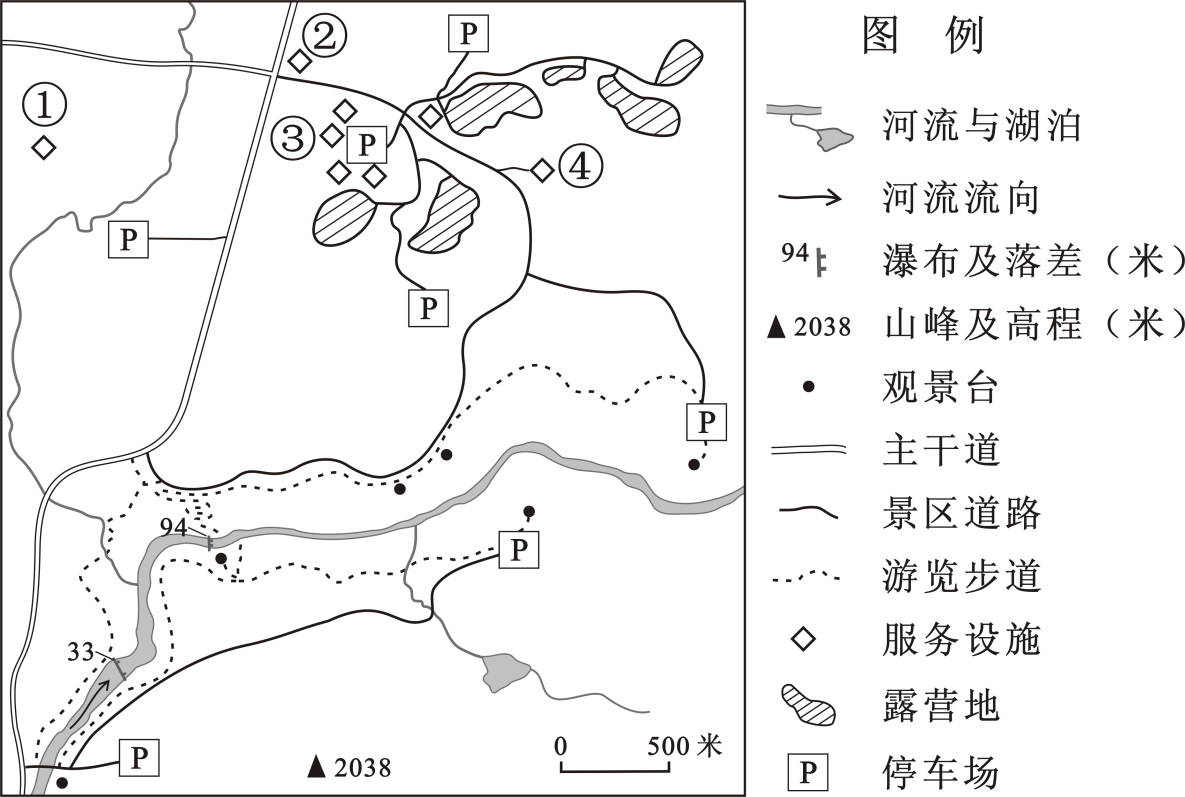 ②
P
①
③
P
④
P
P
P
94
P
33
P
2038
0 500 米
图 例
河流与湖泊
河流流向
94 瀑布及落差（米）
2038 山峰及高程（米）
观景台
主干道
景区道路
游览步道
服务设施
露营地
P 停车场